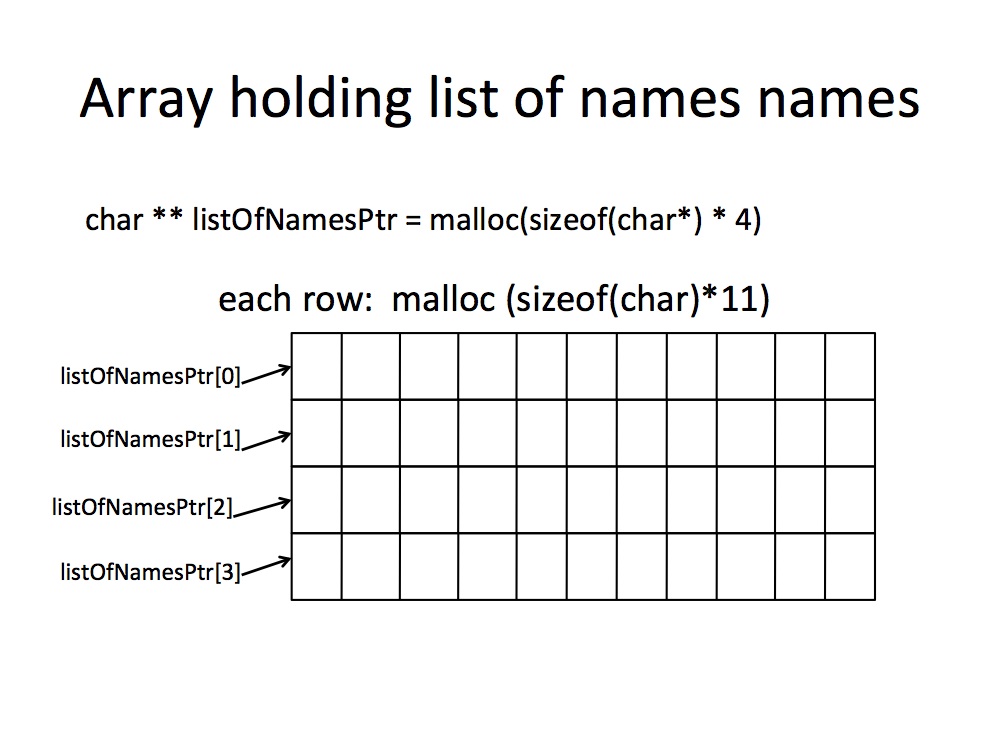 Array holding list of names names
char ** listOfNamesPtr = malloc(sizeof(char*) * 4)
each row: malloc (sizeof(char)*11)
listOfNamesPtr[0]
listOfNamesPtr[1]
listOfNamesPtr[2]
listOfNamesPtr[3]